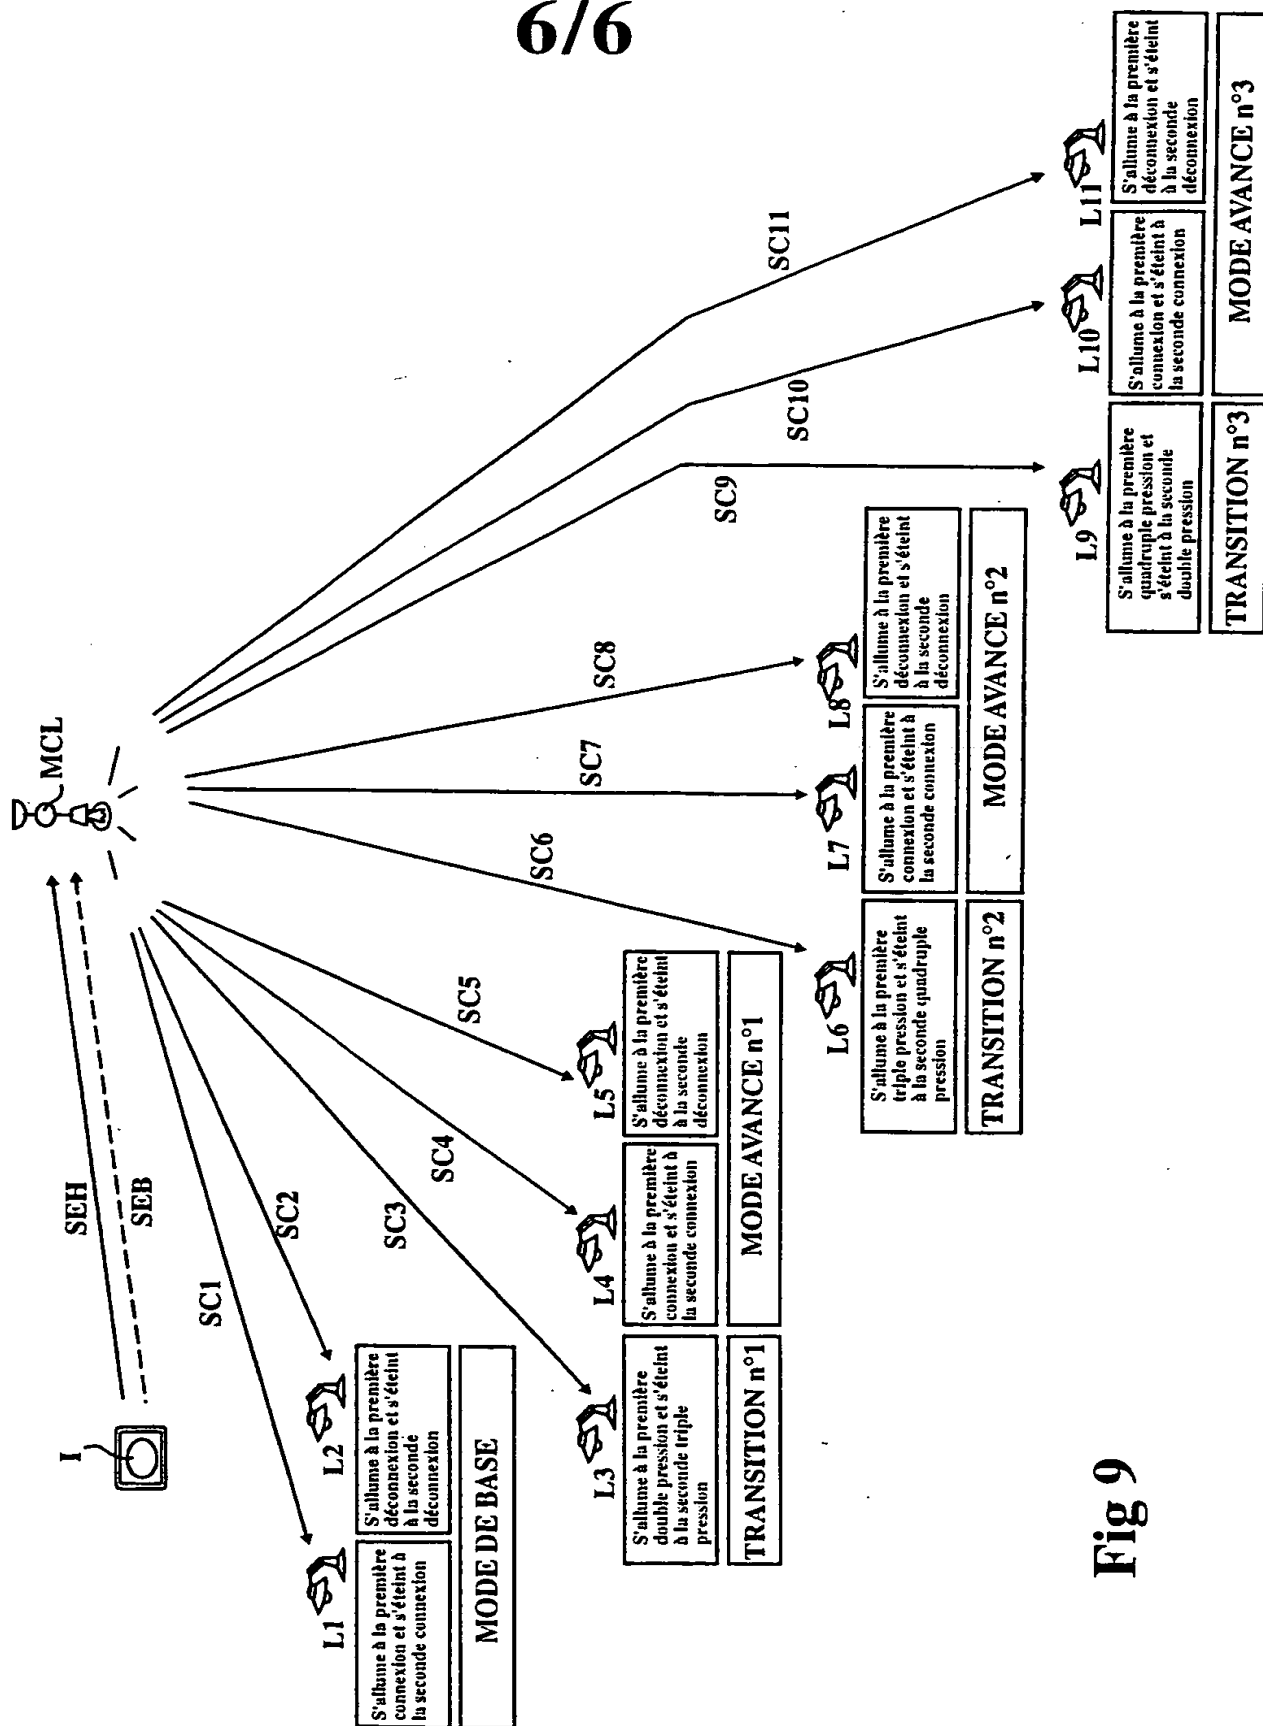 6/6
MCL
I
SEH
SEB
SC1
SC2
SC3
SC4
SC5
SC6
SC7
SC8
SC9
SC10
SC11
L1
S'allume à la première
connexion et s'éteint à
la seconde connexion
L2
S'allume à la première
déconnexion et s'éteint
à la seconde
déconnexion
MODE DE BASE
L3
S'allume à la première
double pression et s'éteint
à la seconde triple
pression
TRANSITION n°1
L4
S'allume à la première
connexion et s'éteint à
la seconde connexion
L5
S'allume à la première
déconnexion et s'éteint
à la seconde
déconnexion
MODE AVANCE n°1
L6
S'allume à la première
triple pression et s'éteint
à la seconde quadruple
pression
TRANSITION n°2
L7
S'allume à la première
connexion et s'éteint à
la seconde connexion
L8
S'allume à la première
déconnexion et s'éteint
à la seconde
déconnexion
MODE AVANCE n°2
L9
S'allume à la première
quadruple pression et
s'éteint à la seconde
double pression
TRANSITION n°3
L10
S'allume à la première
connexion et s'éteint à
la seconde connexion
L11
S'allume à la première
déconnexion et s'éteint
à la seconde
déconnexion
MODE AVANCE n°3
Fig 9